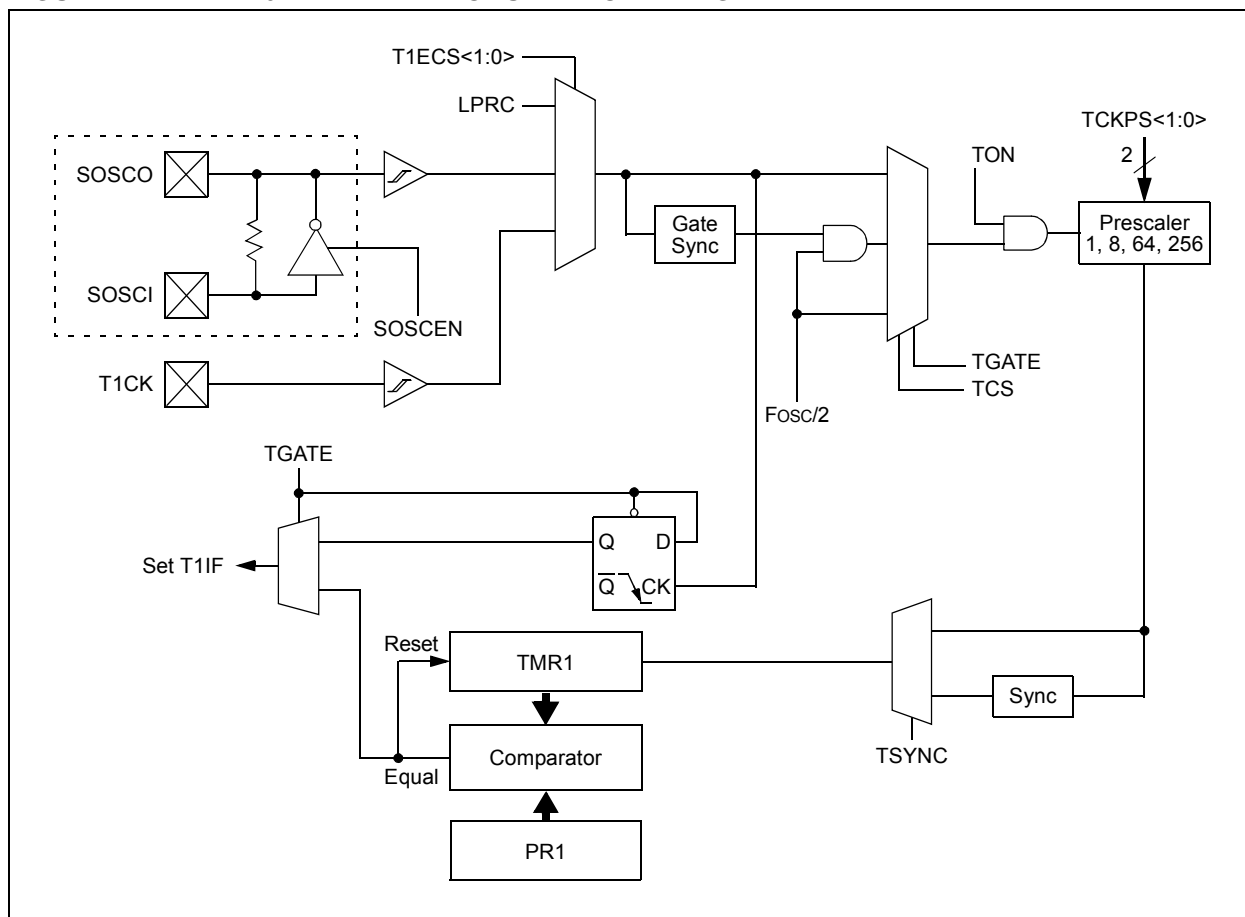 T1ECS<1:0>
LPRC
TCKPS<1:0>
SOSCO
TON
2
Gate
Sync
Prescaler
1, 8, 64, 256
SOSCI
SOSCEN
TGATE
T1CK
TCS
FOSC/2
TGATE
Q D
Set T1IF
Q CK
Reset
TMR1
Sync
Comparator
TSYNC
Equal
PR1